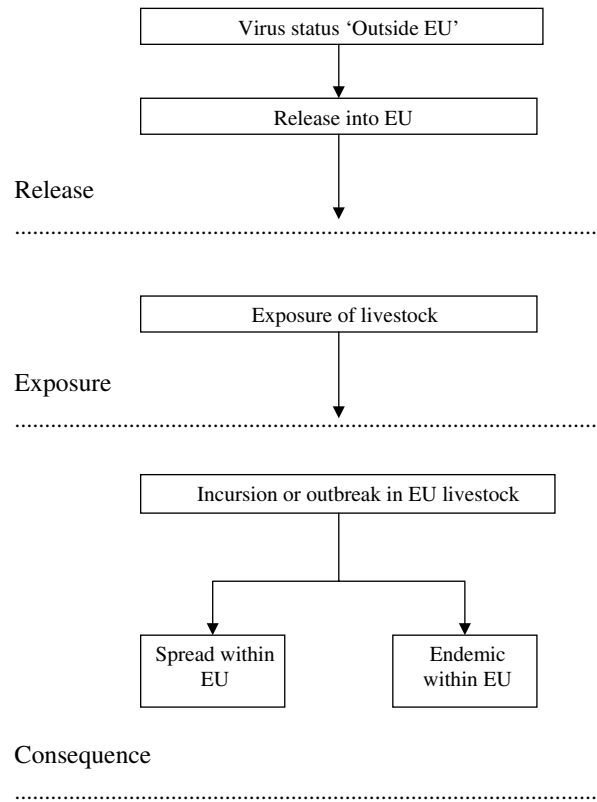 Virus status ‘Outside EU’
Release into EU
Release
Exposure of livestock
Exposure
Incursion or outbreak in EU livestock
Spread within
EU
Endemic
within EU
Consequence